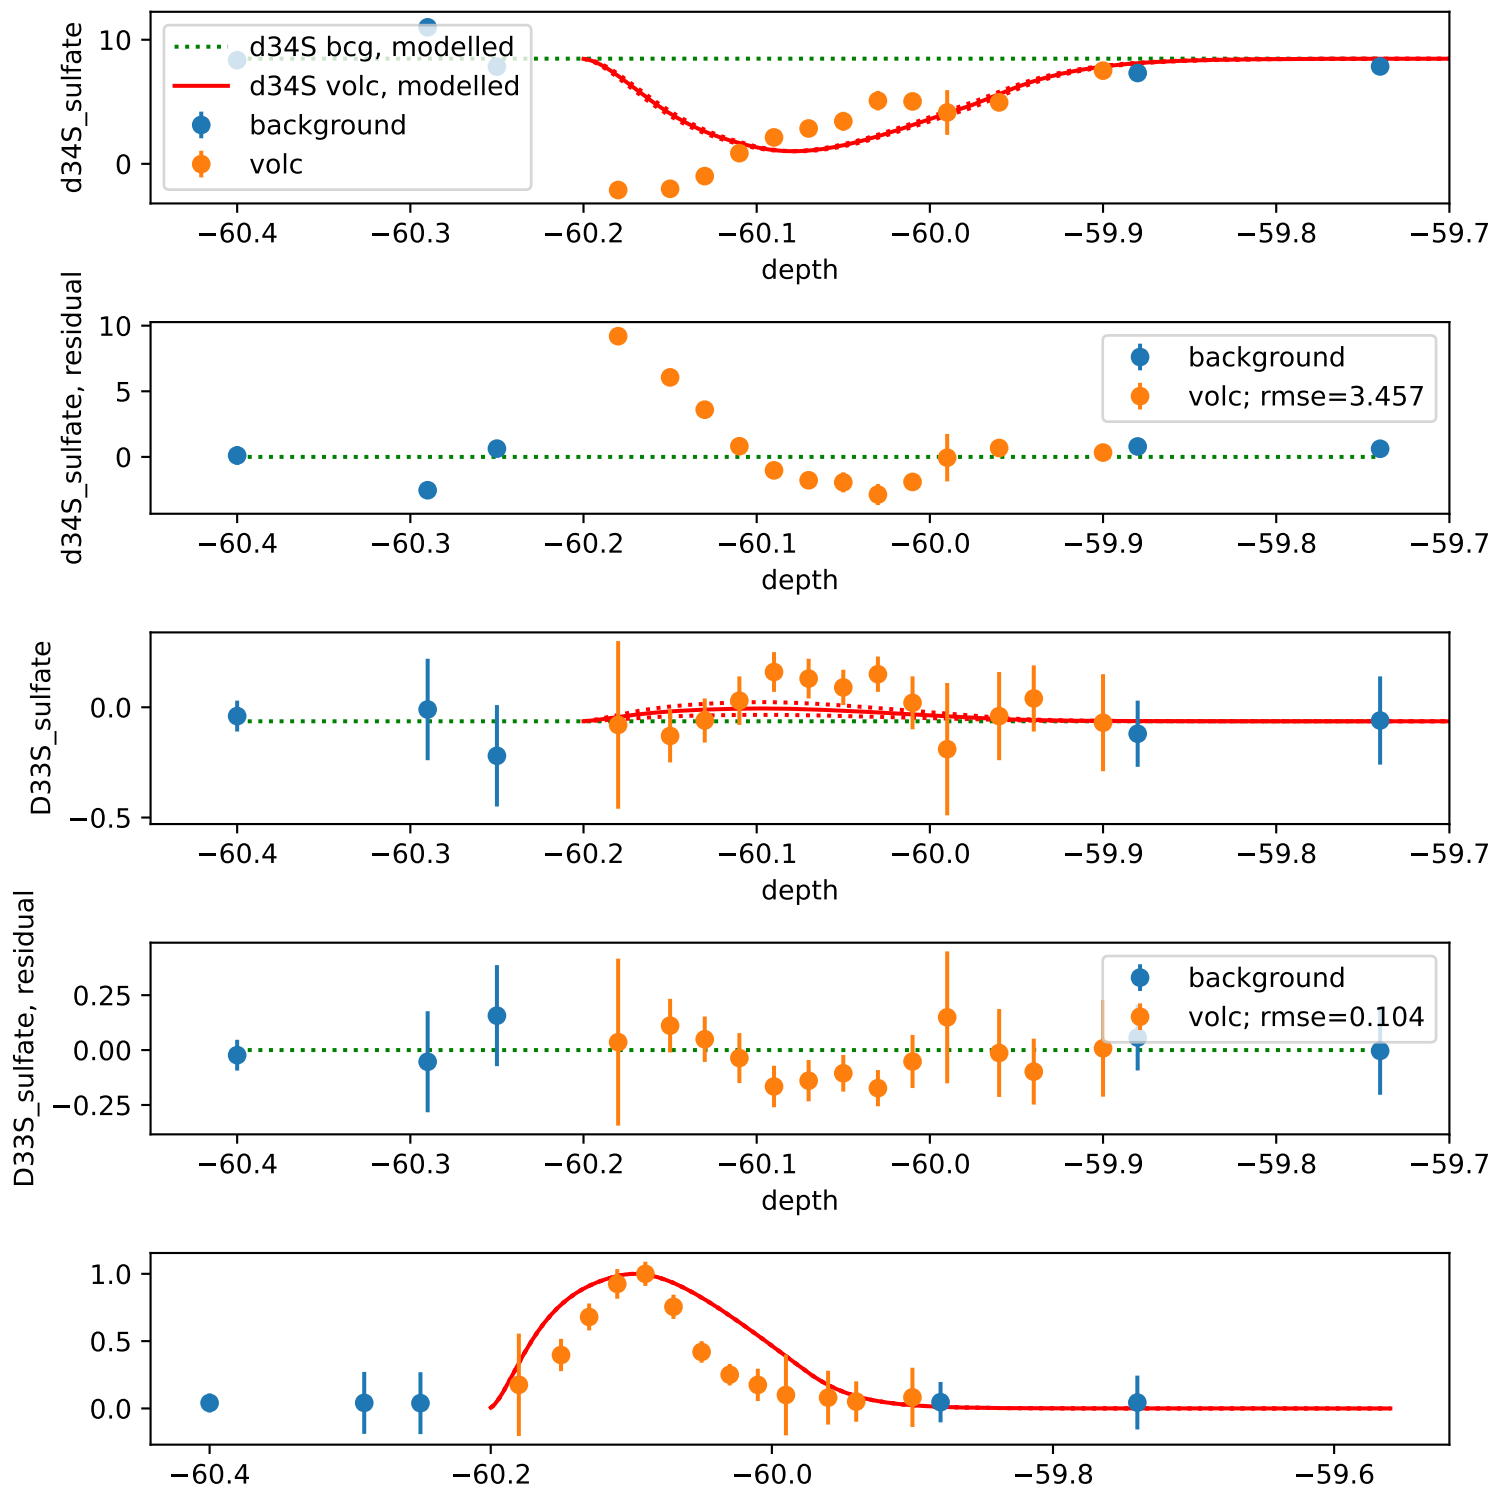 d34S_sulfate
10
0
d34S bcg, modelled
d34S volc, modelled
background
volc
−60.4 −60.3 −60.2 −60.1 −60.0 −59.9 −59.8 −59.7
depth
d34S_sulfate, residual
10
5
0
background
volc; rmse=3.457
−60.4 −60.3 −60.2 −60.1 −60.0 −59.9 −59.8 −59.7
depth
D33S_sulfate
0.0
−0.5
−60.4 −60.3 −60.2 −60.1 −60.0 −59.9 −59.8 −59.7
depth
D33S_sulfate, residual
0.25
0.00
−0.25
background
volc; rmse=0.104
−60.4 −60.3 −60.2 −60.1 −60.0 −59.9 −59.8 −59.7
depth
1.0
0.5
0.0
−60.4 −60.2 −60.0 −59.8 −59.6